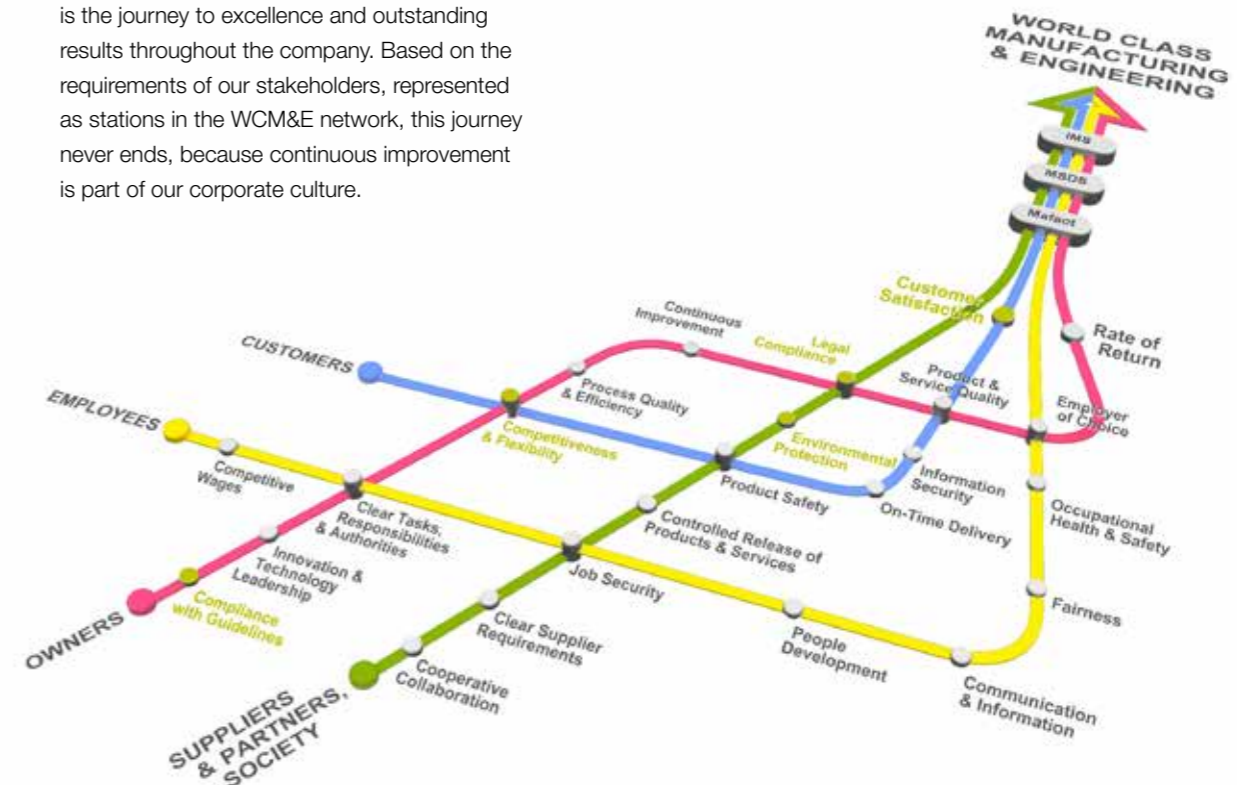 is the journey to excellence and outstanding
results throughout the company. Based on the
requirements of our stakeholders, represented
as stations in the WCM&E network, this journey
never ends, because continuous improvement
is part of our corporate culture.
WORLD CLASS
MANUFACTURING
& ENGINEERING
IMS
MSDS
Mafact
Customer
Satisfaction
Continuous
Improvement
Legal
Compliance
Rate of
Return
CUSTOMERS
Product &
Service Quality
Process Quality
& Efficiency
Employer
of Choice
EMPLOYEES
Competitiveness
& Flexibility
Environmental
Protection
Competitive
Wages
Product Safety
Information
Security
On-Time Delivery
Occupational
Health & Safety
Clear Tasks,
Responsibilities
& Authorities
Controlled Release of
Products & Services
Innovation &
Technology
Leadership
Job Security
Compliance
with Guidelines
OWNERS
Clear Supplier
Requirements
Fairness
People
Development
Cooperative
Collaboration
Communication
& Information
SUPPLIERS
& PARTNERS,
SOCIETY